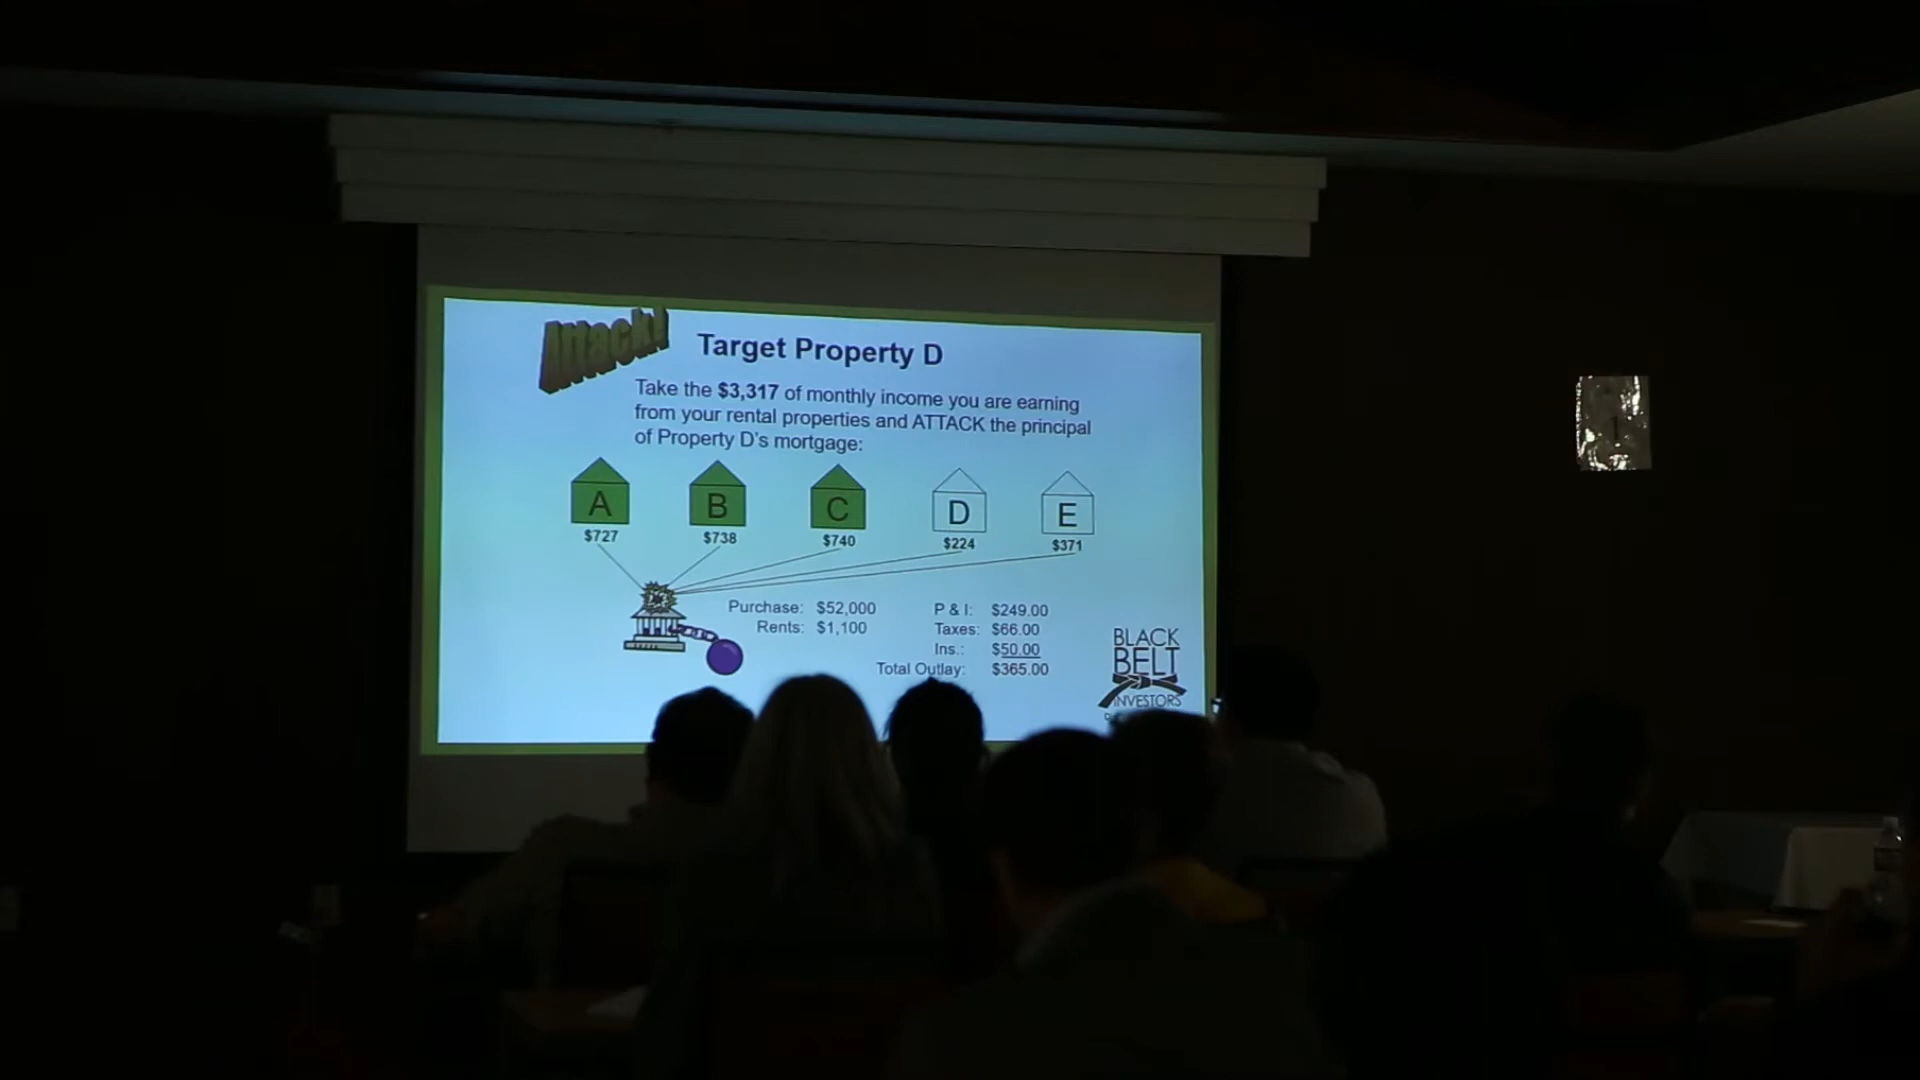 Attack!
Target Property D
Take the $3,317 of monthly income you are earning
from your rental properties and ATTACK the principal
of Property D's mortgage:
A B C D E
$727 $738 $740 $224 $371
Purchase: $52,000 P & I: $249.00
Rents: $1,100 Taxes: $66.00
Ins.: $50.00
Total Outlay: $365.00
BLACK
BELT
INVESTORS